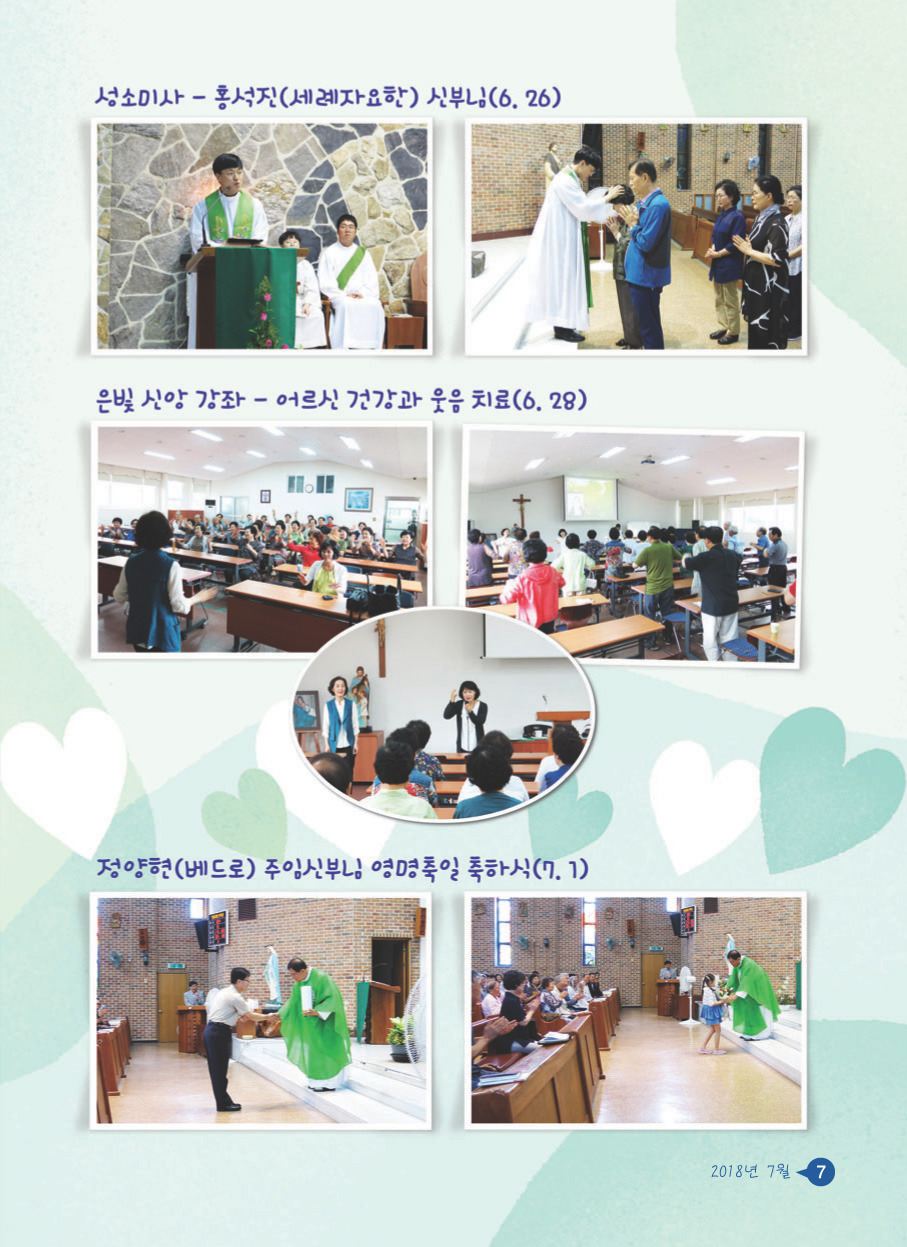 성소미사 - 홍석진(세례자요한) 신부님(6. 26)
은빛 신앙 강좌 - 어르신 건강과 웃음 치료(6. 28)
정양현(베드로) 주임신부님 영명축일 축하식(7. 1)
2018년 7월 7